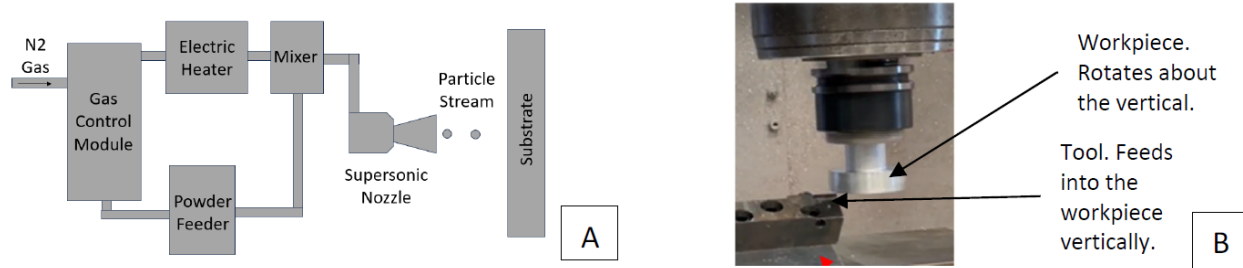 N2
Gas
Gas
Control
Module
Electric
Heater
Mixer
Powder
Feeder
Supersonic
Nozzle
Particle
Stream
Substrate
A
Workpiece.
Rotates about
the vertical.
Tool. Feeds
into the
workpiece
vertically.
B